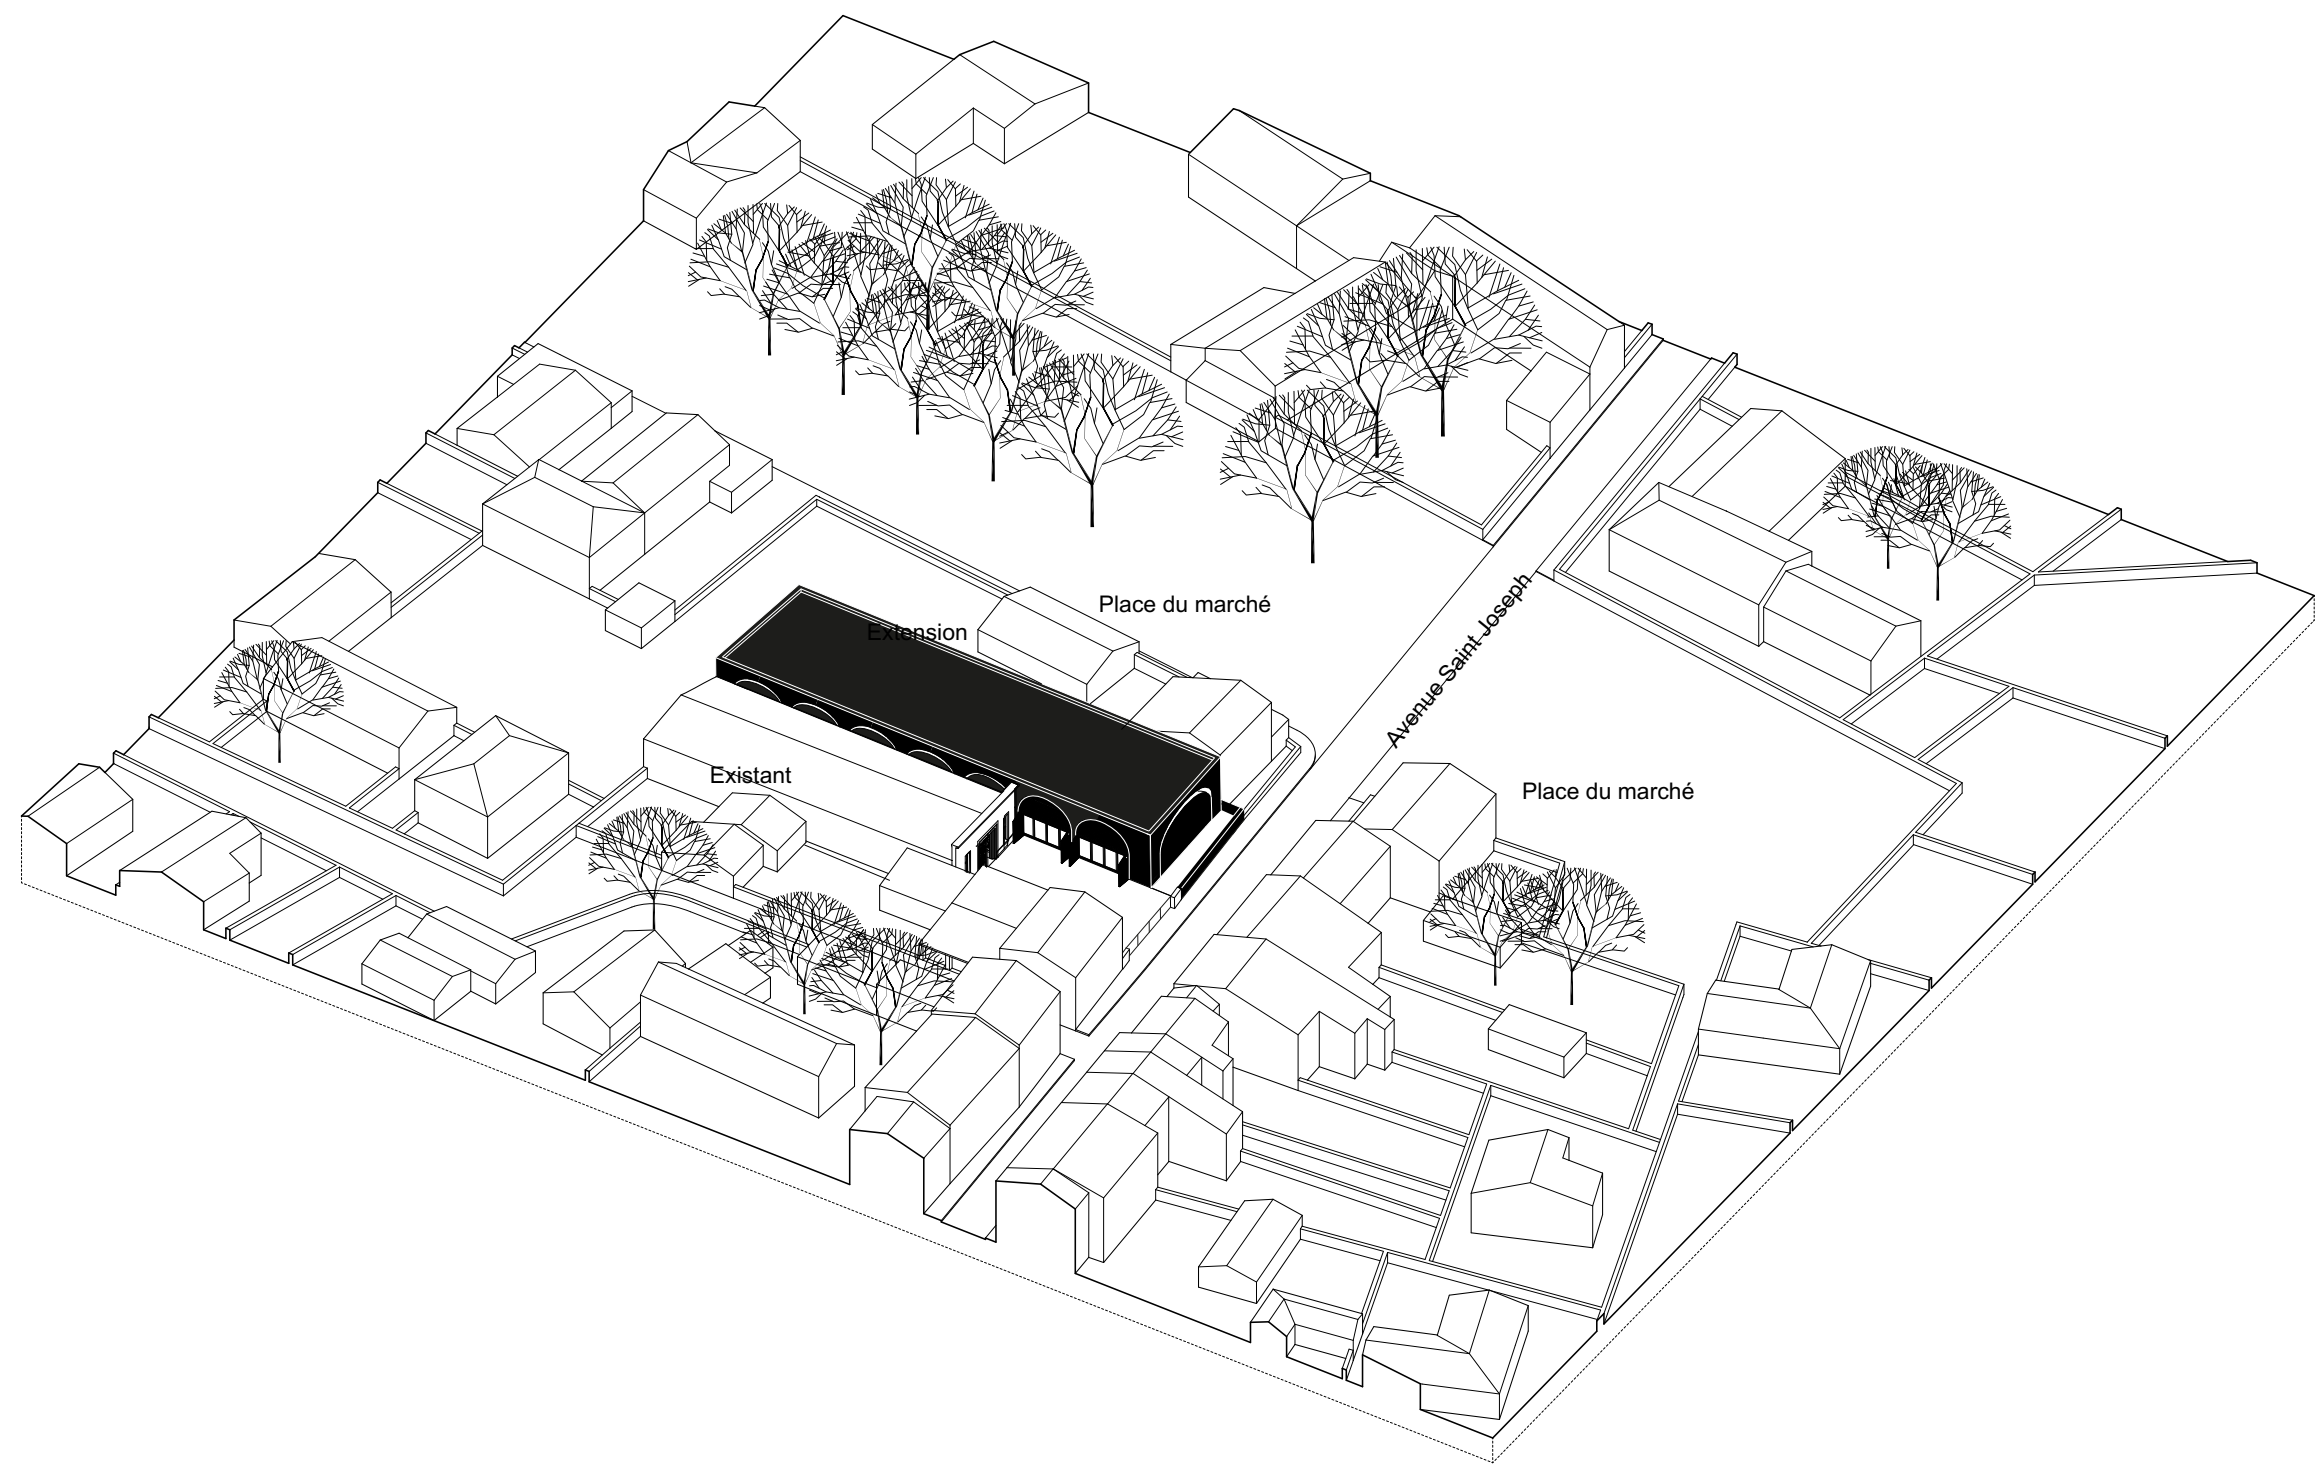 Place du marché
Extension
Avenue Saint Joseph
Existant
Place du marché